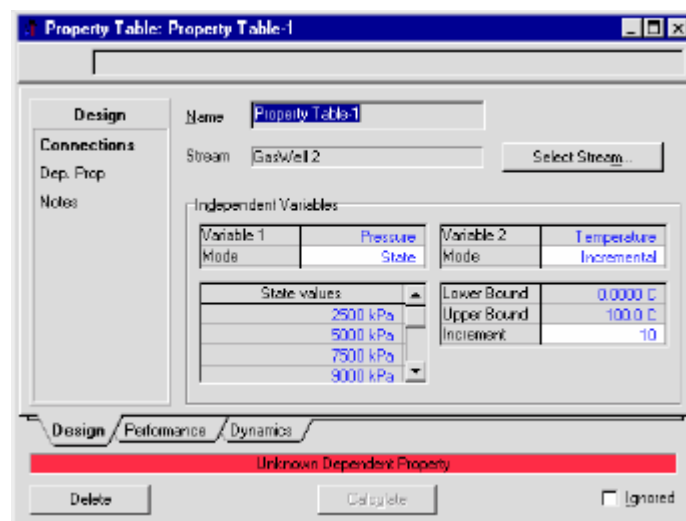 Property Table: Property Table-1
Design
Connections
Dep. Prop
Notes
Name Property Table-1
Stream GasWell 2 Select Stream...
Independent Variables
Variable 1 Pressure
Mode State
Variable 2 Temperature
Mode Incremental
State values
2500 kPa
5000 kPa
7500 kPa
9000 kPa
Lower Bound 0.0000 C
Upper Bound 100.0 C
Increment 10
Design Performance Dynamics
Unknown Dependent Property
Delete Calculate Ignored